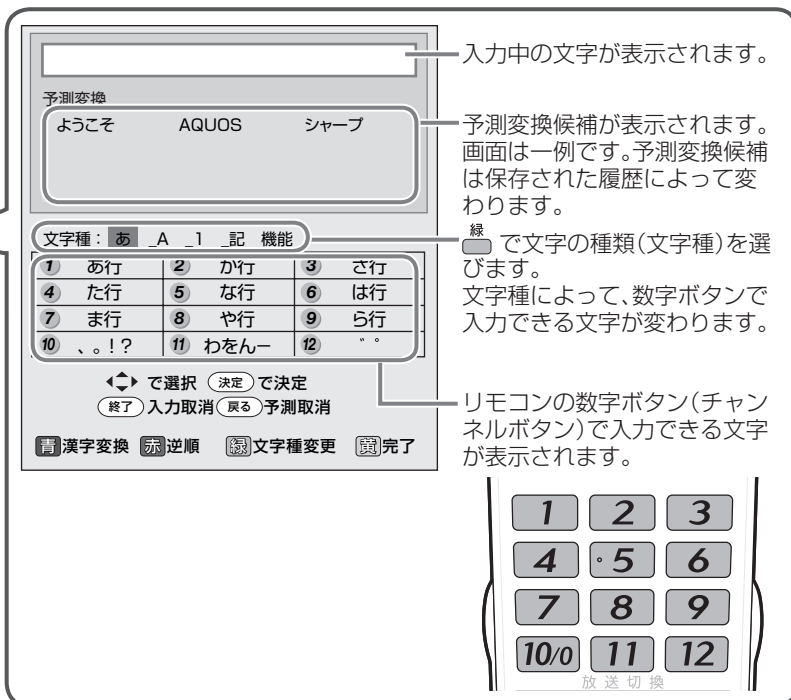 入力中の文字が表示されます。
予測変換
ようこそ AQUOS シャープ
予測変換候補が表示されます。
画面は一例です。予測変換候補
は保存された履歴によって変
わります。
文字種： あ _A _1 _記 機能
緑 で文字の種類（文字種）を選
びます。
文字種によって、数字ボタンで
入力できる文字が変わります。
1 あ行 2 か行 3 さ行
4 た行 5 な行 6 は行
7 ま行 8 や行 9 ら行
10 、。！？ 11 わをんー 12 ゛゜
で選択 決定 で決定
終了 入力取消 戻る 予測取消
青 漢字変換 赤 逆順 緑 文字種変更 黄 完了
リモコンの数字ボタン（チャン
ネルボタン）で入力できる文字
が表示されます。
1 2 3
4 5 6
7 8 9
10/0 11 12
放送切換